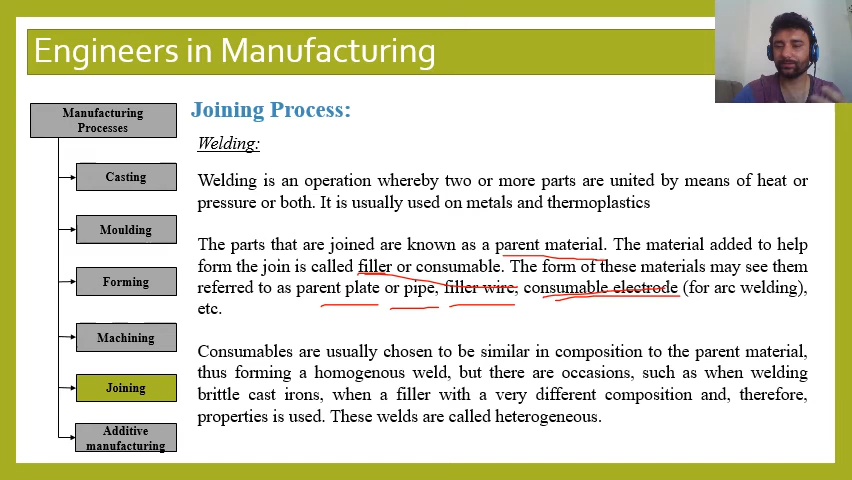 Engineers in Manufacturing
Manufacturing
Processes
Casting
Moulding
Forming
Machining
Joining
Additive
manufacturing
Joining Process:
Welding:
Welding is an operation whereby two or more parts are united by means of heat or
pressure or both. It is usually used on metals and thermoplastics
The parts that are joined are known as a parent material. The material added to help
form the join is called filler or consumable. The form of these materials may see them
referred to as parent plate or pipe, filler wire, consumable electrode (for arc welding),
etc.
Consumables are usually chosen to be similar in composition to the parent material,
thus forming a homogenous weld, but there are occasions, such as when welding
brittle cast irons, when a filler with a very different composition and, therefore,
properties is used. These welds are called heterogeneous.